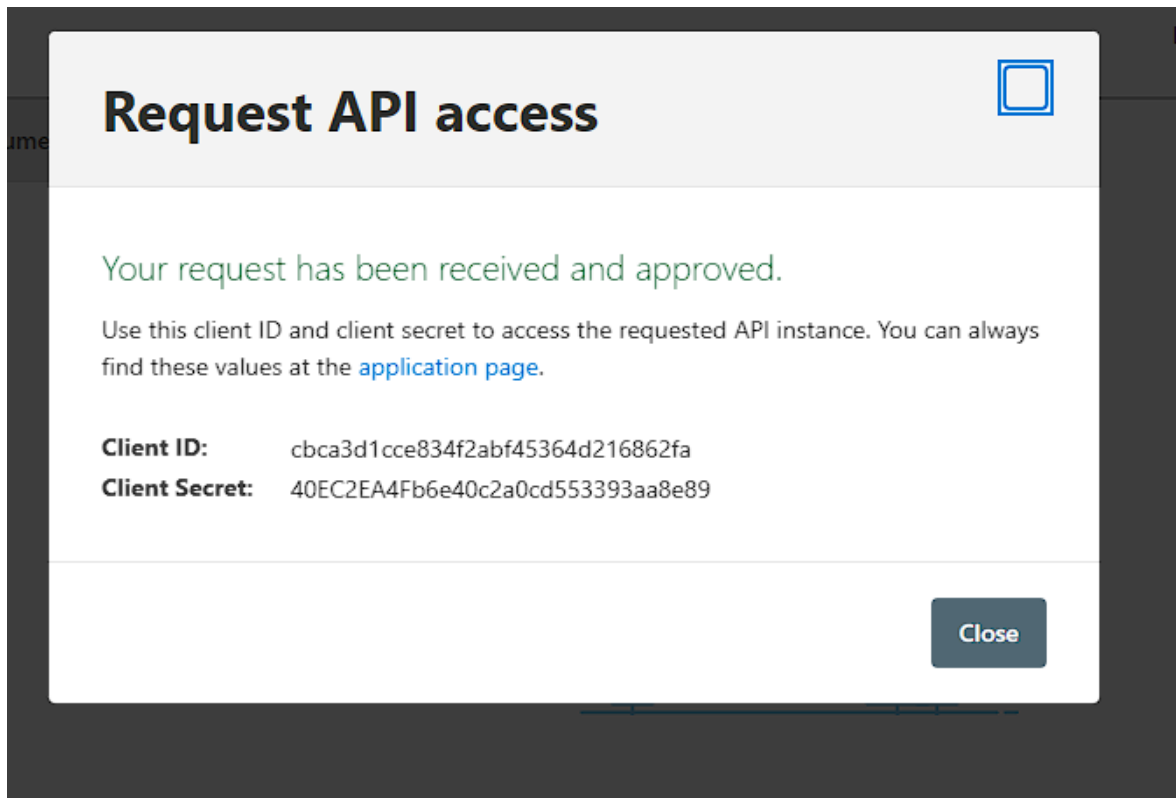 Request API access
ume
Your request has been received and approved.
Use this client ID and client secret to access the requested API instance. You can always
find these values at the application page.
Client ID: cbca3d1cce834f2abf45364d216862fa
Client Secret: 40EC2EA4Fb6e40c2a0cd553393aa8e89
Close